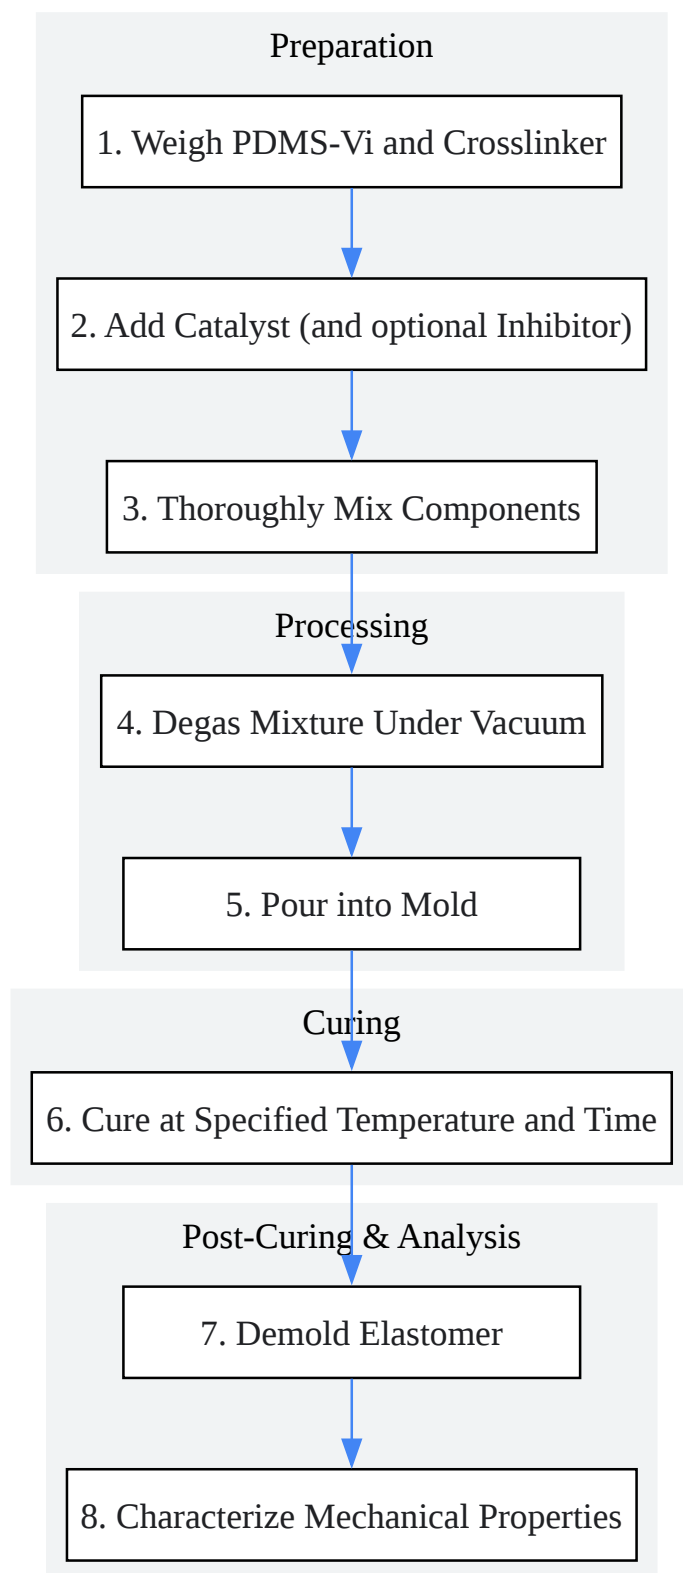 Preparation
1. Weigh PDMS-Vi and Crosslinker
2. Add Catalyst (and optional Inhibitor)
3. Thoroughly Mix Components
Processing
4. Degas Mixture Under Vacuum
5. Pour into Mold
Curing
6. Cure at Specified Temperature and Time
Post-Curing & Analysis
7. Demold Elastomer
8. Characterize Mechanical Properties